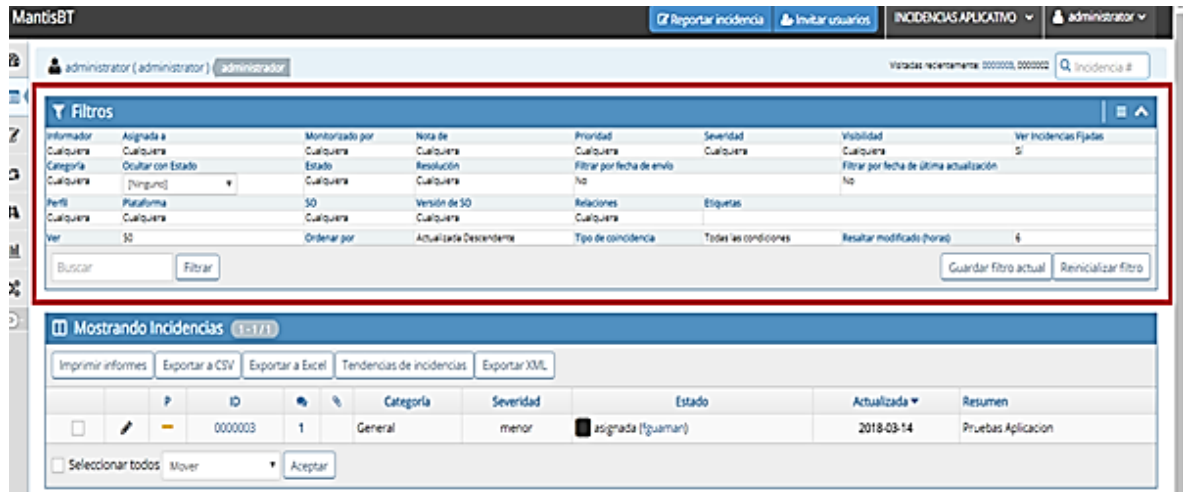 MantisBT Reportar incidencia Invitar usuarios INCIDENCIAS APLICATIVO administrator
administrator ( administrator ) administrador Visitadas recientemente: 0000003, 0000002 Incidencia #
Filtros
Informador Asignada a Monitorizado por Nota de Prioridad Severidad Visibilidad Ver Incidencias Fijadas
Cualquiera Cualquiera Cualquiera Cualquiera Cualquiera Cualquiera Cualquiera Sí
Categoría Ocultar con Estado Estado Resolución Filtrar por fecha de envío Filtrar por fecha de última actualización
Cualquiera [Ninguno] Cualquiera Cualquiera No No
Perfil Plataforma SO Versión de SO Relaciones Etiquetas
Cualquiera Cualquiera Cualquiera Cualquiera Cualquiera
Ver 50 Ordenar por Actualizada Descendente Tipo de coincidencia Todas las condiciones Resaltar modificado (horas) 6
Buscar Filtrar Guardar filtro actual Reinicializar filtro
Mostrando Incidencias 1 - 1 / 1
Imprimir informes Exportar a CSV Exportar a Excel Tendencias de incidencias Exportar XML
P ID Categoría Severidad Estado Actualizada Resumen
0000003 1 General menor asignada (fguaman) 2018-03-14 Pruebas Aplicacion
Seleccionar todos Mover Aceptar